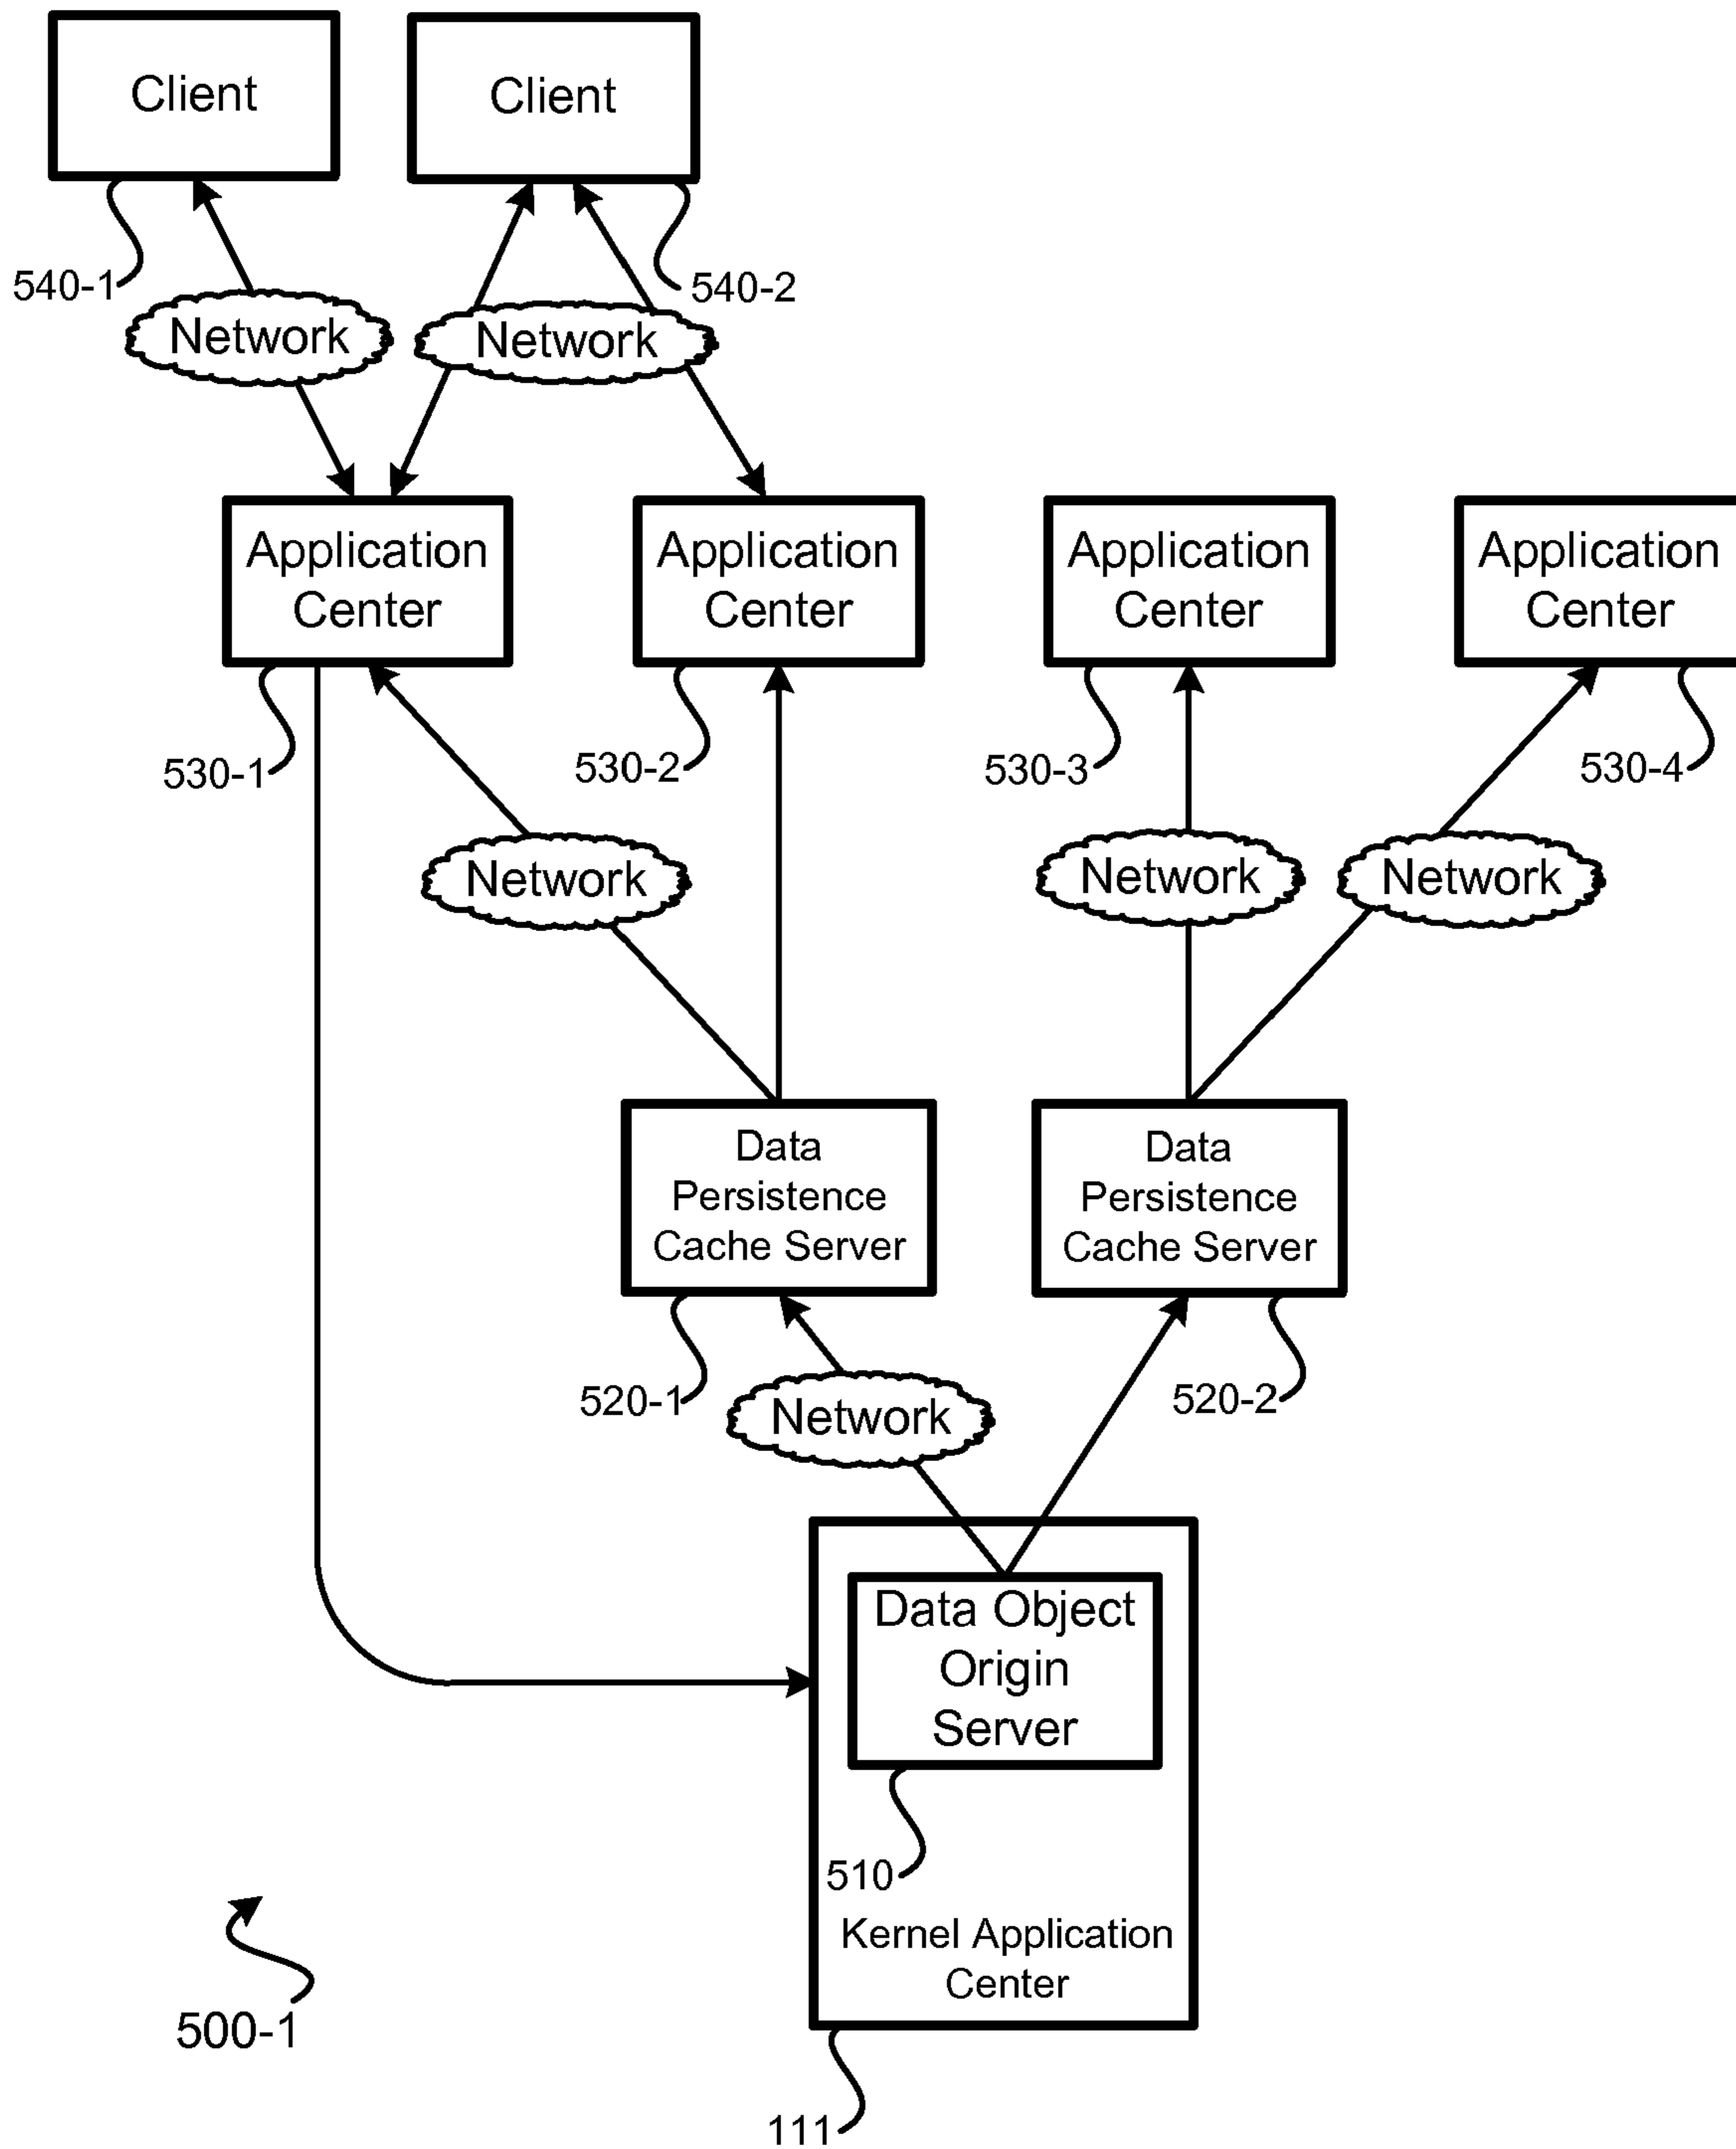 Client
Client
540-1
540-2
Network
Network
Application
Center
Application
Center
Application
Center
Application
Center
530-1
530-2
530-3
530-4
Network
Network
Network
Data
Persistence
Cache Server
Data
Persistence
Cache Server
520-1
520-2
Network
Data Object
Origin
Server
510
Kernel Application
Center
500-1
111